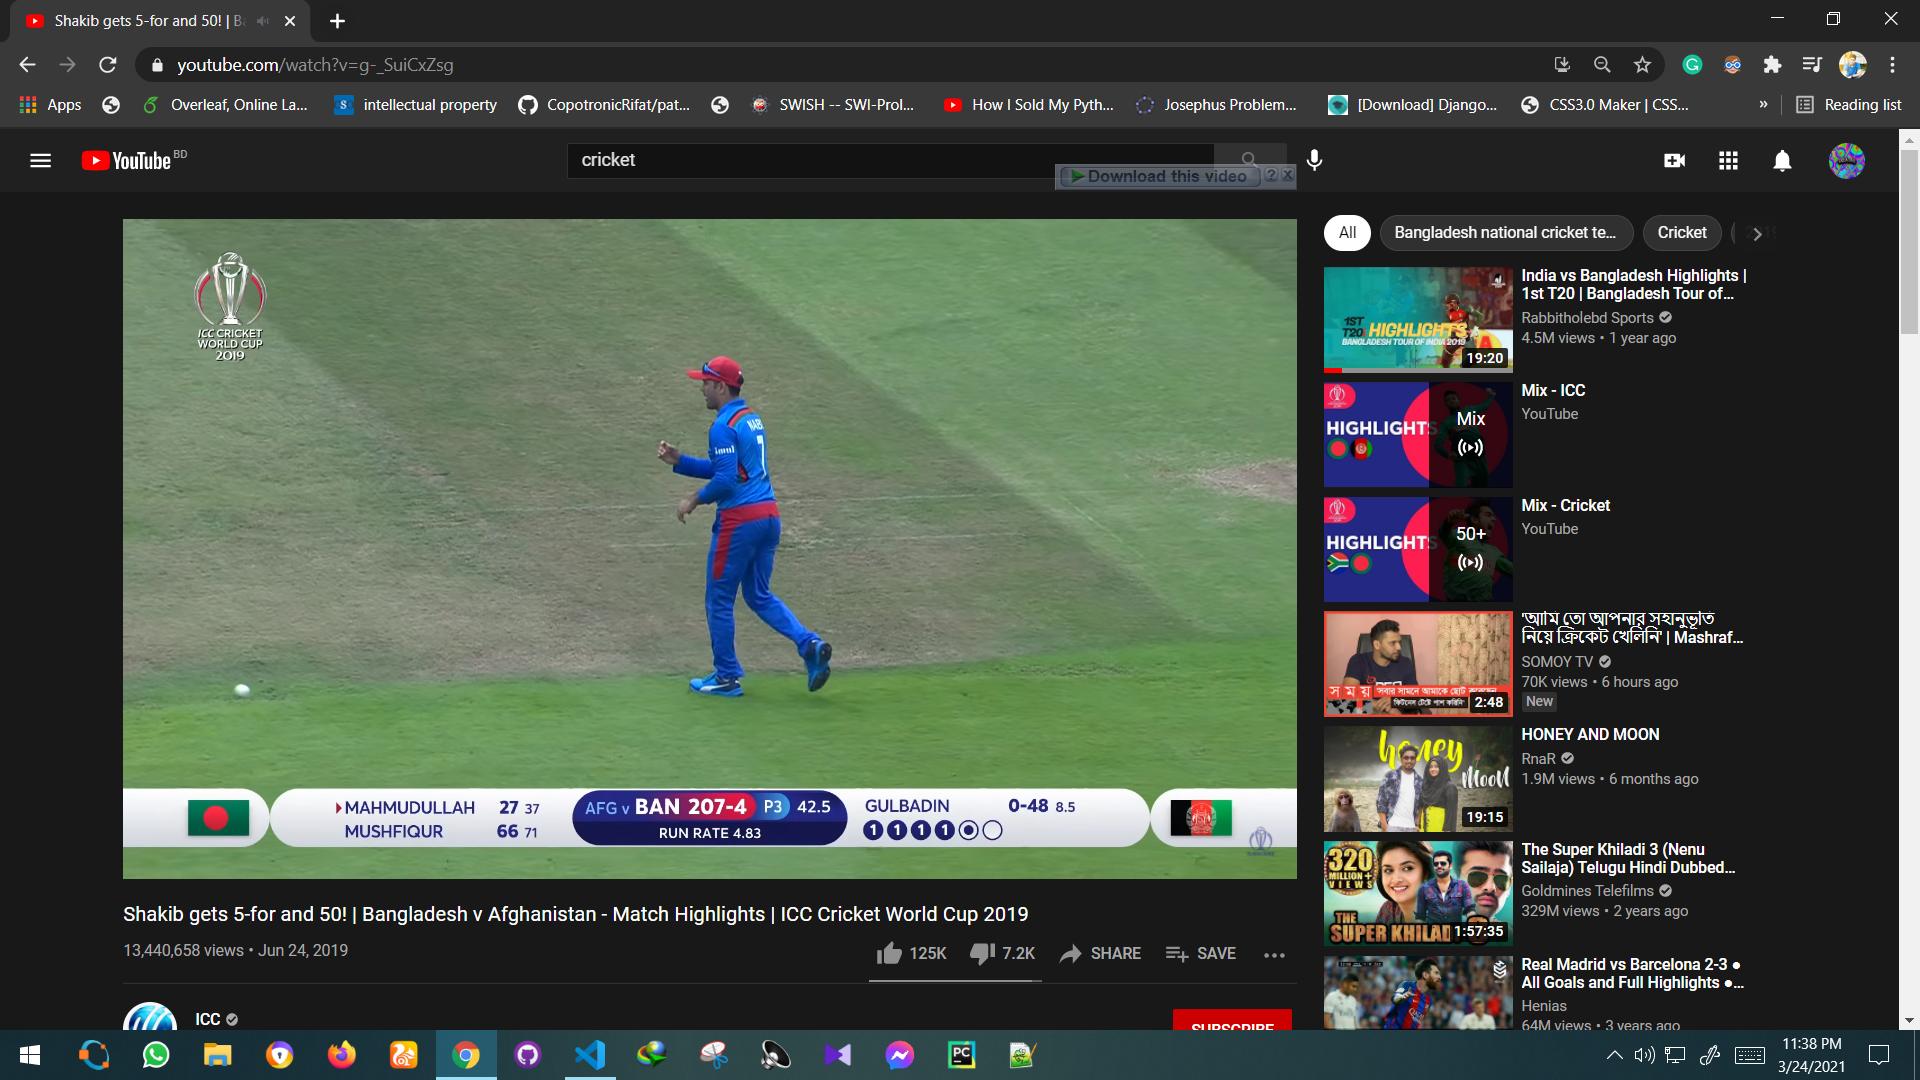 Shakib gets 5-for and 50! | Ba
youtube.com/watch?v=g-_SuiCxZsg
Apps
Overleaf, Online La...
intellectual property
CopotronicRifat/pat...
SWISH -- SWI-Prol...
How I Sold My Pyth...
Josephus Problem...
[Download] Django...
CSS3.0 Maker | CSS...
»
Reading list
YouTube BD
cricket
Download this video ? X
ICC CRICKET
WORLD CUP
2019
7
MAHMUDULLAH 27 37
MUSHFIQUR 66 71
AFG v BAN 207-4 P3 42.5
RUN RATE 4.83
GULBADIN 0-48 8.5
1 1 1 1
Shakib gets 5-for and 50! | Bangladesh v Afghanistan - Match Highlights | ICC Cricket World Cup 2019
13,440,658 views • Jun 24, 2019
125K 7.2K SHARE SAVE
ICC
SUBSCRIBE
All
Bangladesh national cricket te...
Cricket
1ST
T20 HIGHLIGHTS
BANGLADESH TOUR OF INDIA 2019
19:20
India vs Bangladesh Highlights |
1st T20 | Bangladesh Tour of...
Rabbitholebd Sports
4.5M views • 1 year ago
HIGHLIGHTS
Mix
Mix - ICC
YouTube
HIGHLIGHTS
50+
Mix - Cricket
YouTube
সময়
2:48
'আমি তো আপনার সহানুভূতি
নিয়ে ক্রিকেট খেলিনি' | Mashraf...
SOMOY TV
70K views • 6 hours ago
New
honey
Moon
19:15
HONEY AND MOON
RnaR
1.9M views • 6 months ago
320
MILLION+
VIEWS
THE
SUPER KHILADI
1:57:35
The Super Khiladi 3 (Nenu
Sailaja) Telugu Hindi Dubbed...
Goldmines Telefilms
329M views • 2 years ago
Real Madrid vs Barcelona 2-3 ●
All Goals and Full Highlights ●...
Henias
64M views • 3 years ago
PC
11:38 PM
3/24/2021